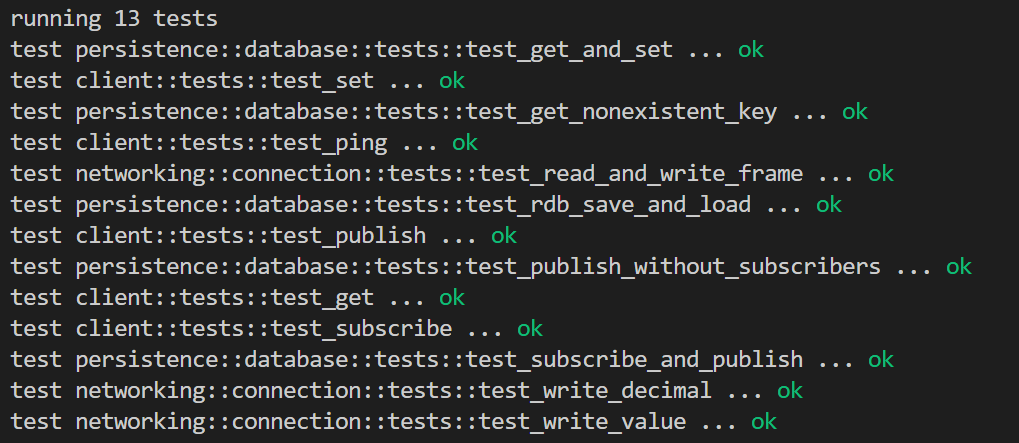 running 13 tests
test persistence::database::tests::test_get_and_set ... ok
test client::tests::test_set ... ok
test persistence::database::tests::test_get_nonexistent_key ... ok
test client::tests::test_ping ... ok
test networking::connection::tests::test_read_and_write_frame ... ok
test persistence::database::tests::test_rdb_save_and_load ... ok
test client::tests::test_publish ... ok
test persistence::database::tests::test_publish_without_subscribers ... ok
test client::tests::test_get ... ok
test client::tests::test_subscribe ... ok
test persistence::database::tests::test_subscribe_and_publish ... ok
test networking::connection::tests::test_write_decimal ... ok
test networking::connection::tests::test_write_value ... ok